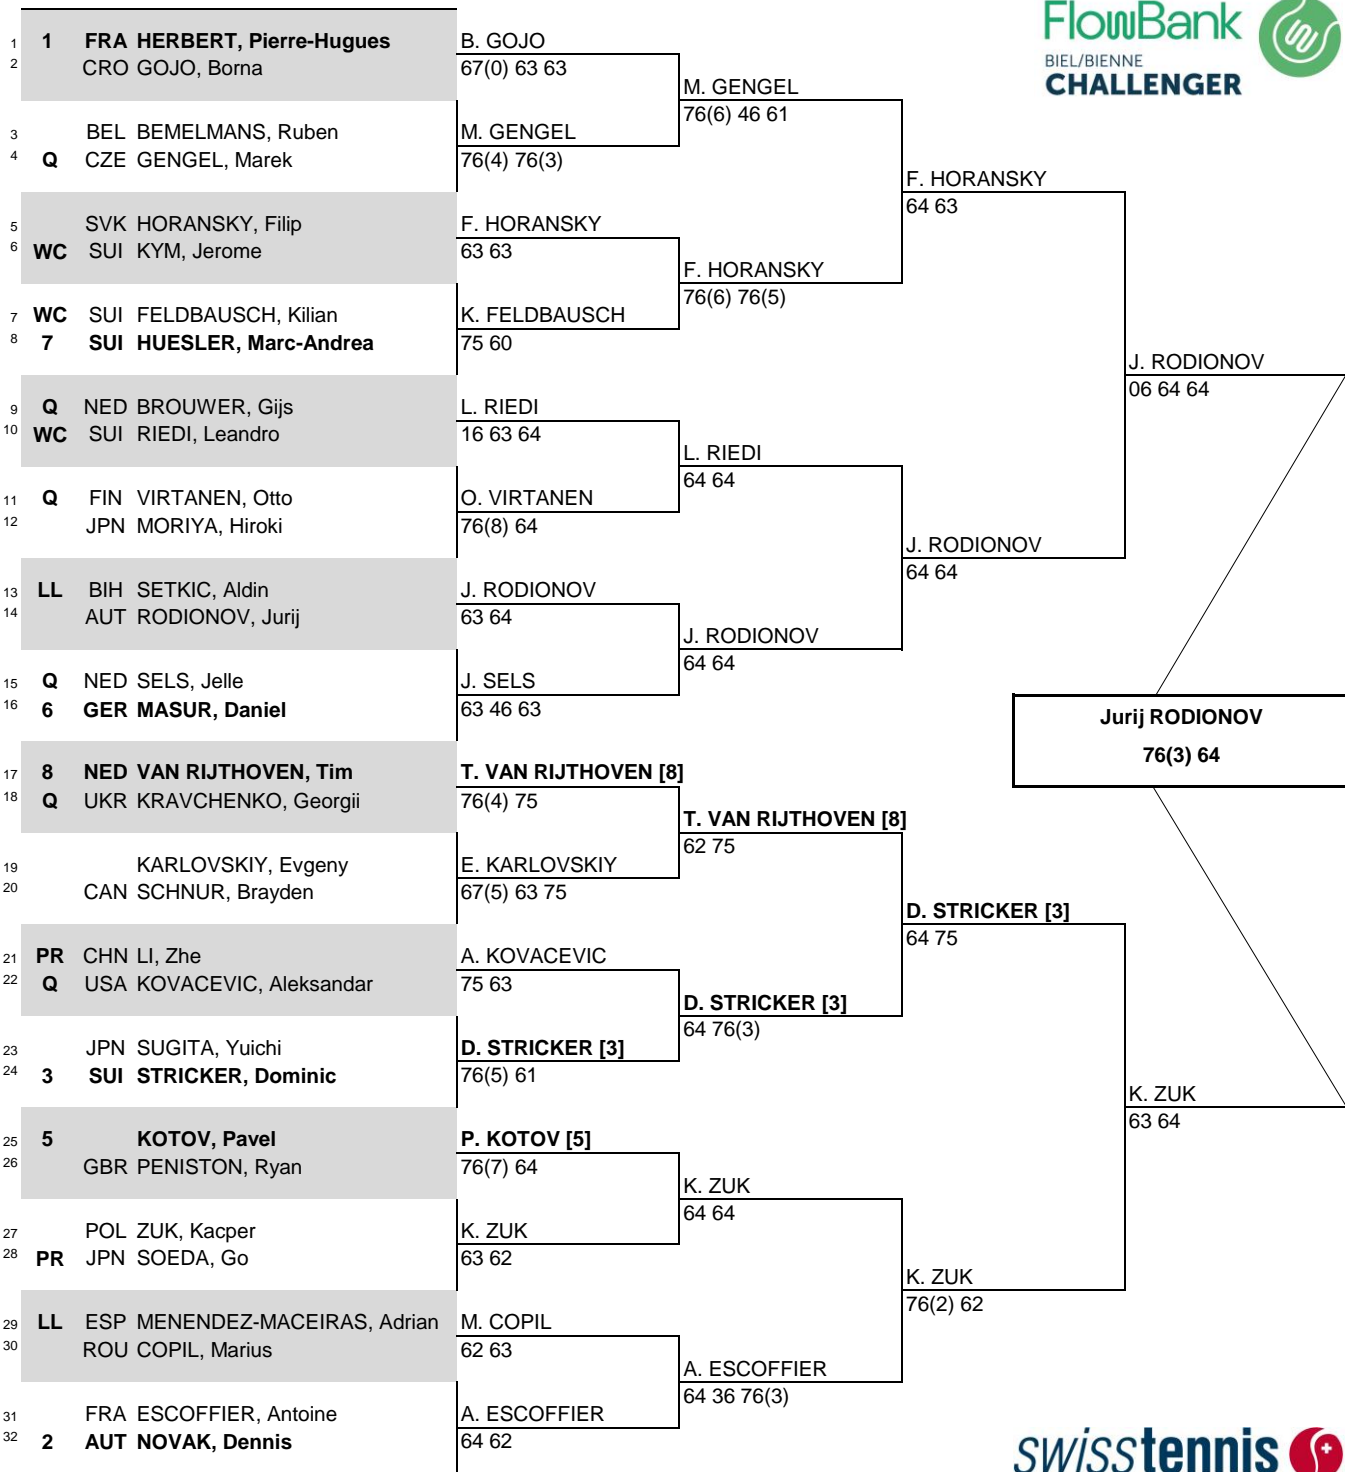 FlowBank
BIEL/BIENNE
CHALLENGER
1 1 FRA HERBERT, Pierre-Hugues
2 CRO GOJO, Borna
3 BEL BEMELMANS, Ruben
4 Q CZE GENGEL, Marek
5 SVK HORANSKY, Filip
6 WC SUI KYM, Jerome
7 WC SUI FELDBAUSCH, Kilian
8 7 SUI HUESLER, Marc-Andrea
9 Q NED BROUWER, Gijs
10 WC SUI RIEDI, Leandro
11 Q FIN VIRTANEN, Otto
12 JPN MORIYA, Hiroki
13 LL BIH SETKIC, Aldin
14 AUT RODIONOV, Jurij
15 Q NED SELS, Jelle
16 6 GER MASUR, Daniel
17 8 NED VAN RIJTHOVEN, Tim
18 Q UKR KRAVCHENKO, Georgii
19 KARLOVSKIY, Evgeny
20 CAN SCHNUR, Brayden
21 PR CHN LI, Zhe
22 Q USA KOVACEVIC, Aleksandar
23 JPN SUGITA, Yuichi
24 3 SUI STRICKER, Dominic
25 5 KOTOV, Pavel
26 GBR PENISTON, Ryan
27 POL ZUK, Kacper
28 PR JPN SOEDA, Go
29 LL ESP MENENDEZ-MACEIRAS, Adrian
30 ROU COPIL, Marius
31 FRA ESCOFFIER, Antoine
32 2 AUT NOVAK, Dennis
B. GOJO
67(0) 63 63
M. GENGEL
76(4) 76(3)
F. HORANSKY
63 63
K. FELDBAUSCH
75 60
L. RIEDI
16 63 64
O. VIRTANEN
76(8) 64
J. RODIONOV
63 64
J. SELS
63 46 63
T. VAN RIJTHOVEN [8]
76(4) 75
E. KARLOVSKIY
67(5) 63 75
A. KOVACEVIC
75 63
D. STRICKER [3]
76(5) 61
P. KOTOV [5]
76(7) 64
K. ZUK
63 62
M. COPIL
62 63
A. ESCOFFIER
64 62
M. GENGEL
76(6) 46 61
F. HORANSKY
76(6) 76(5)
L. RIEDI
64 64
J. RODIONOV
64 64
T. VAN RIJTHOVEN [8]
62 75
D. STRICKER [3]
64 76(3)
K. ZUK
64 64
A. ESCOFFIER
64 36 76(3)
F. HORANSKY
64 63
J. RODIONOV
64 64
D. STRICKER [3]
64 75
K. ZUK
76(2) 62
J. RODIONOV
06 64 64
K. ZUK
63 64
Jurij RODIONOV
76(3) 64
swisstennis